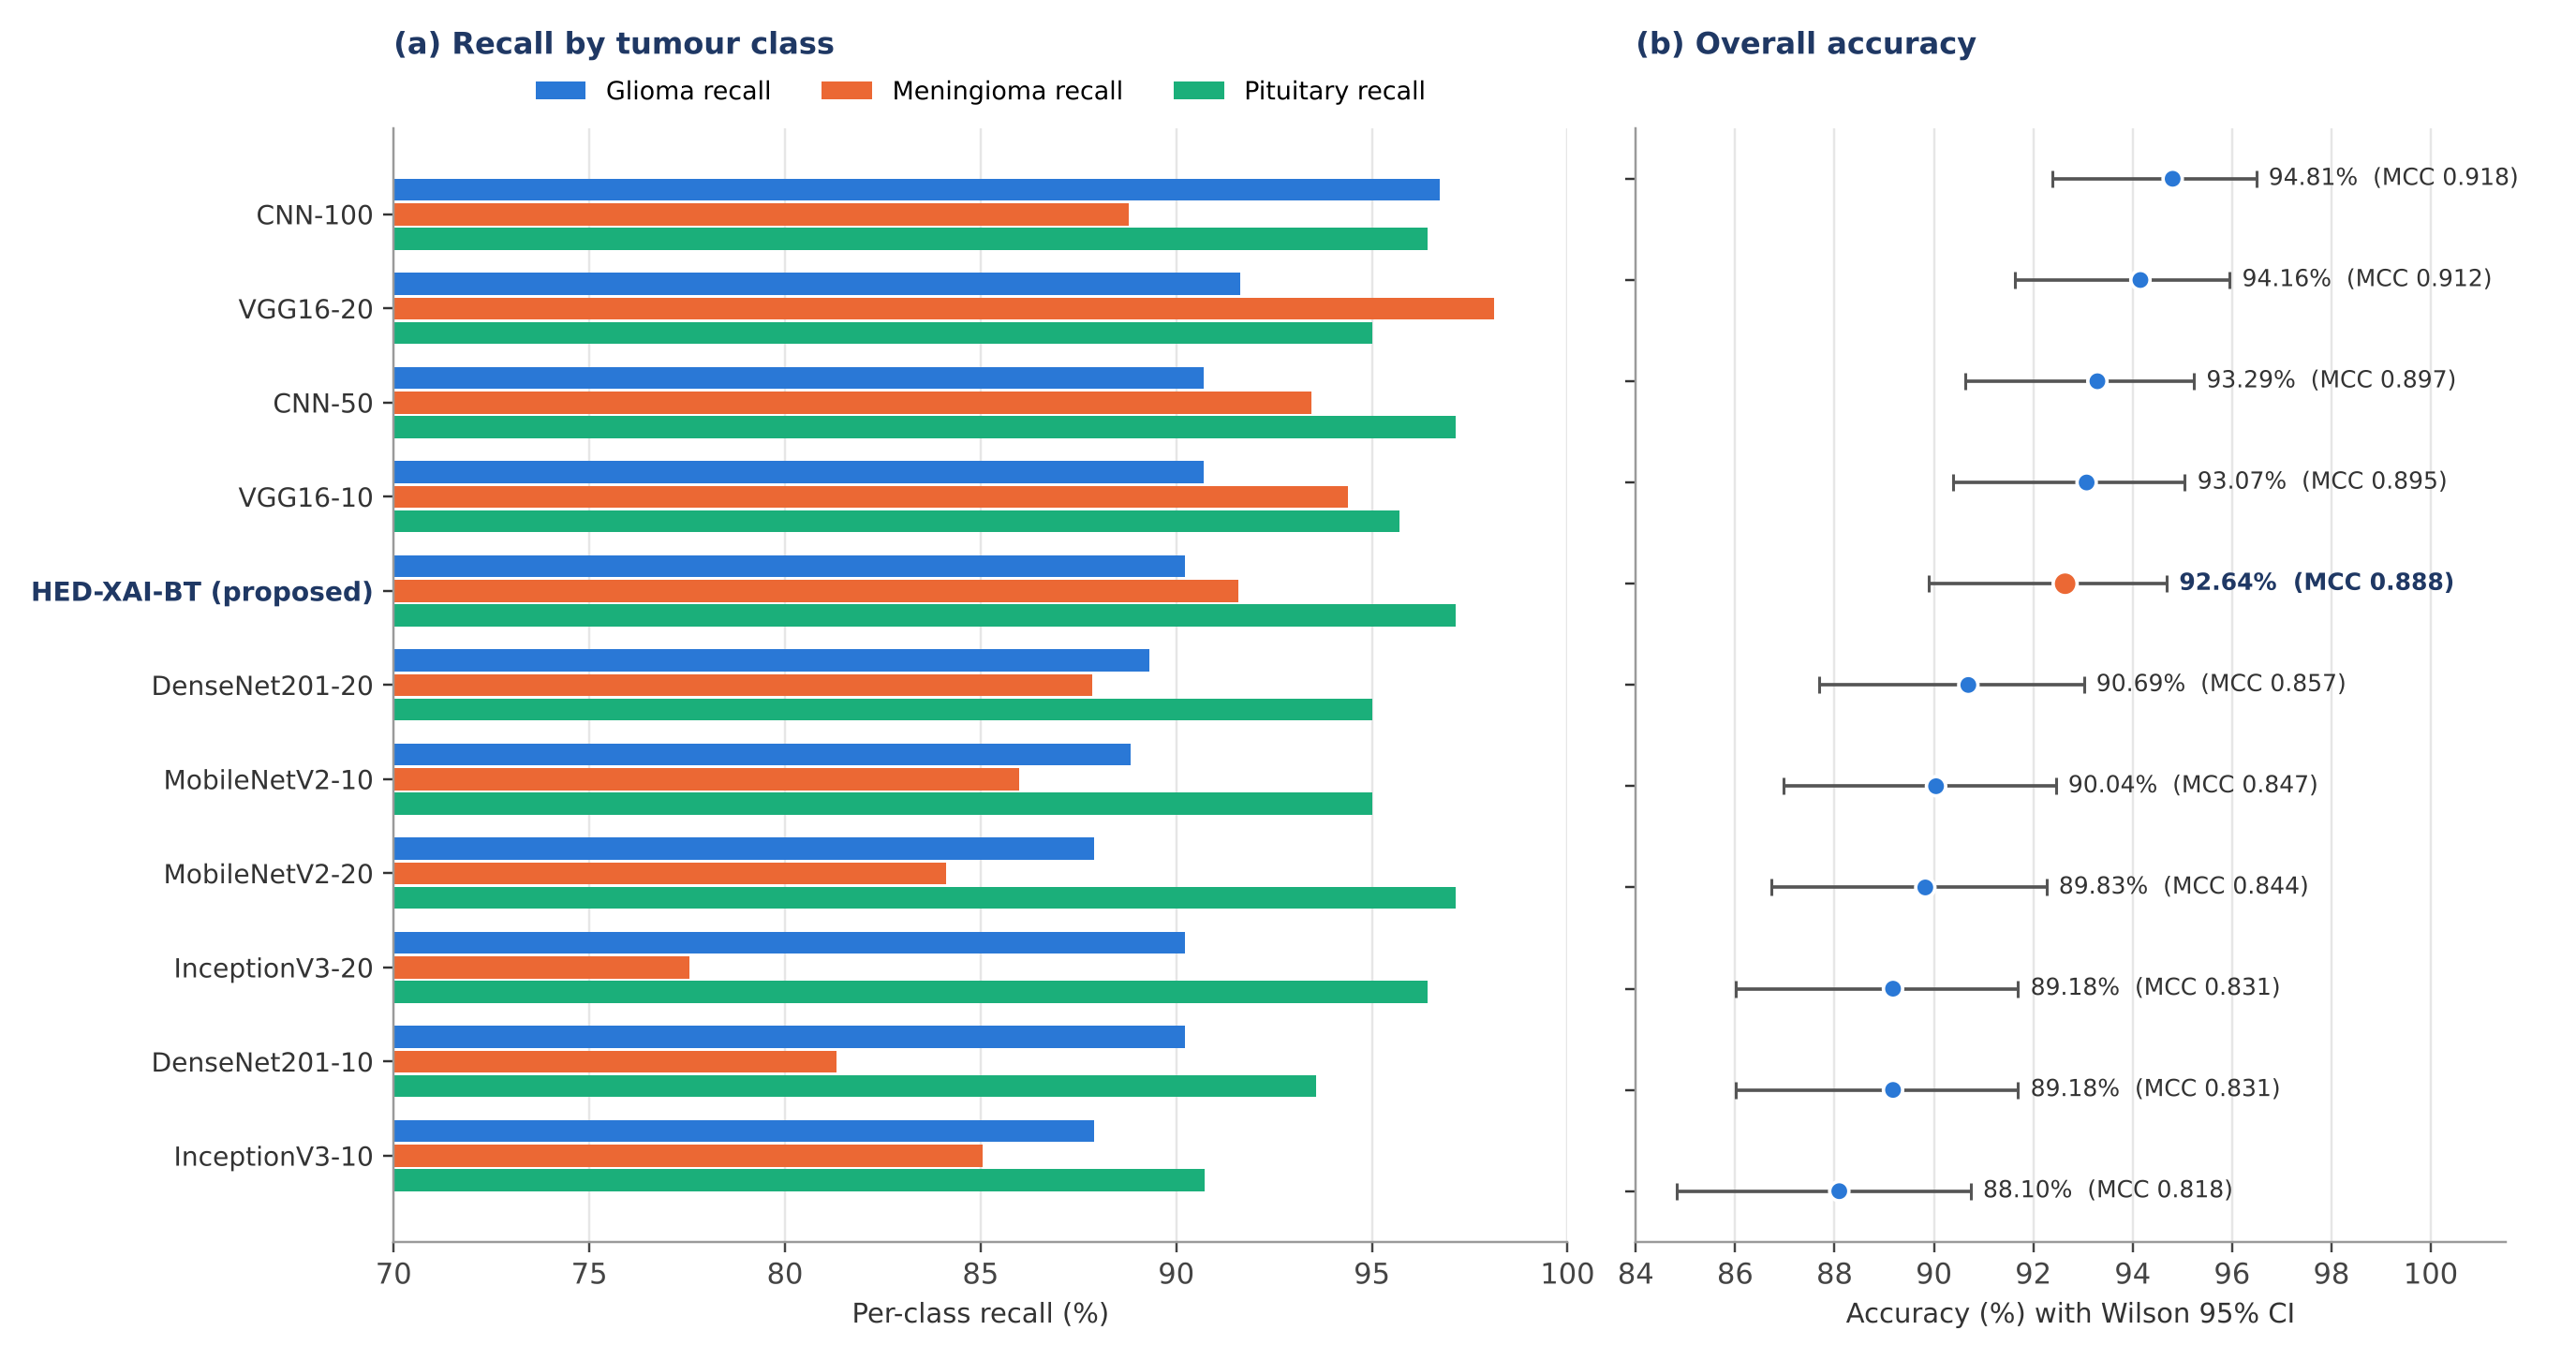 (a) Recall by tumour class
Glioma recall
Meningioma recall
Pituitary recall
CNN-100
VGG16-20
CNN-50
VGG16-10
HED-XAI-BT (proposed)
DenseNet201-20
MobileNetV2-10
MobileNetV2-20
InceptionV3-20
DenseNet201-10
InceptionV3-10
70 75 80 85 90 95 100
Per-class recall (%)
(b) Overall accuracy
94.81% (MCC 0.918)
94.16% (MCC 0.912)
93.29% (MCC 0.897)
93.07% (MCC 0.895)
92.64% (MCC 0.888)
90.69% (MCC 0.857)
90.04% (MCC 0.847)
89.83% (MCC 0.844)
89.18% (MCC 0.831)
89.18% (MCC 0.831)
88.10% (MCC 0.818)
84 86 88 90 92 94 96 98 100
Accuracy (%) with Wilson 95% CI